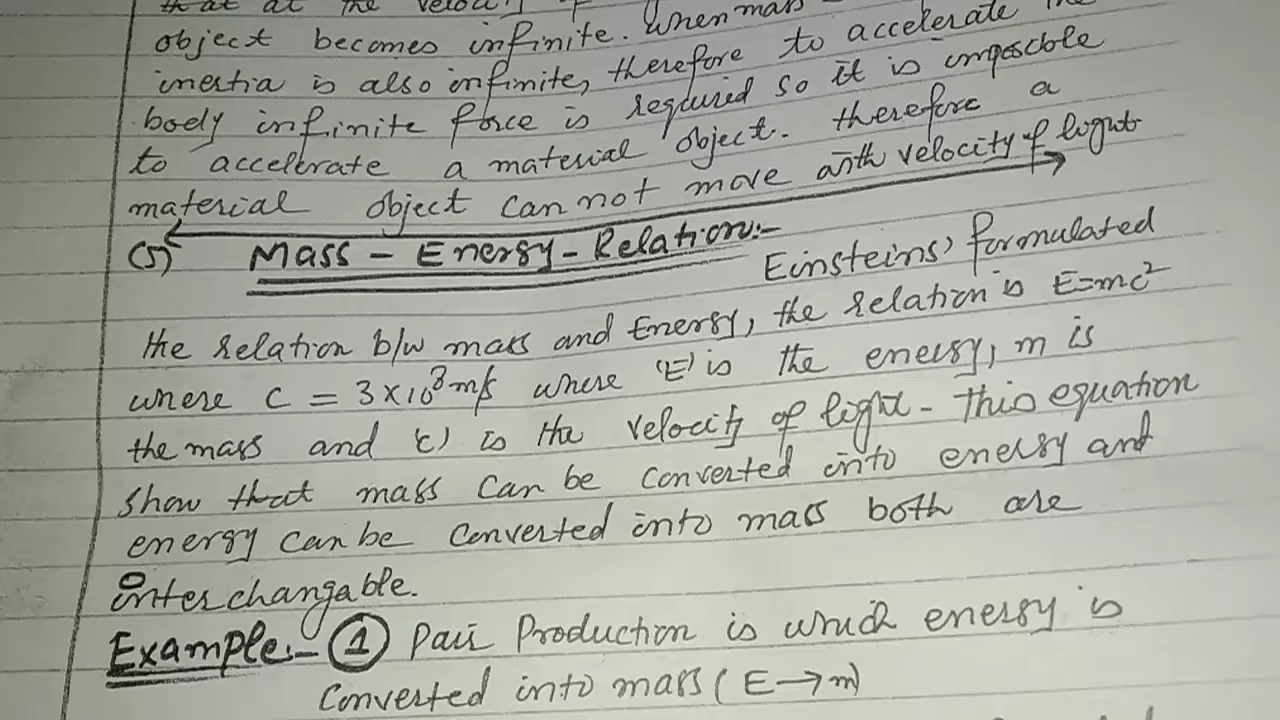 that at the veloci
object becomes infinite. when mass
inertia is also infinite, therefore to accelerate the
body infinite force is required so it is impossible
to accelerate a material object. therefore a
material object can not move with velocity of light
(5) Mass - Energy - Relation:-
Einsteins' formulated
the relation b/w mass and Energy, the relation is E=mc²
where c = 3×10⁸ m/s where 'E' is the energy, m is
the mass and 'c' is the velocity of light - This equation
show that mass can be converted into energy and
energy can be converted into mass both are
interchangable.
Example:- ① Pair Production is which energy is
converted into mass (E→m)